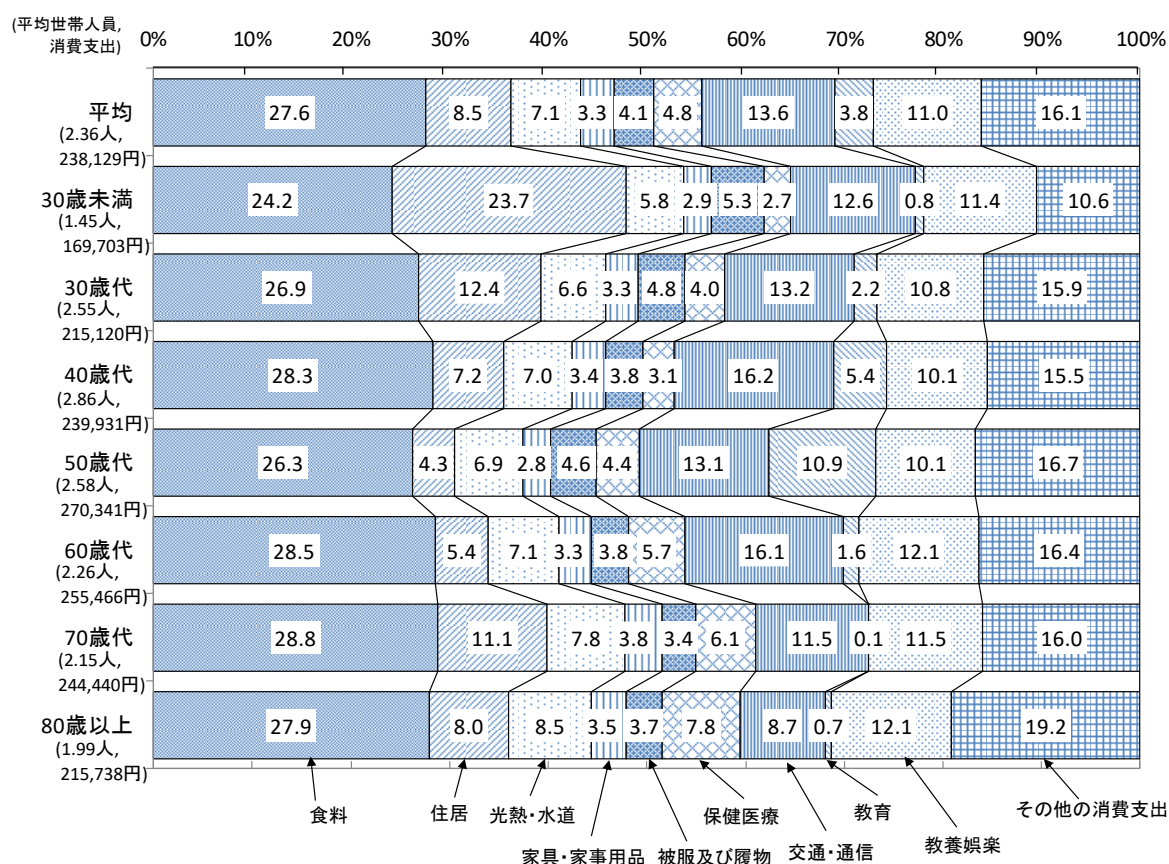 (平均世帯人員,
消費支出)
0% 10% 20% 30% 40% 50% 60% 70% 80% 90% 100%
平均
(2.36人,
238,129円)
27.6 8.5 7.1 3.3 4.1 4.8 13.6 3.8 11.0 16.1
30歳未満
(1.45人,
169,703円)
24.2 23.7 5.8 2.9 5.3 2.7 12.6 0.8 11.4 10.6
30歳代
(2.55人,
215,120円)
26.9 12.4 6.6 3.3 4.8 4.0 13.2 2.2 10.8 15.9
40歳代
(2.86人,
239,931円)
28.3 7.2 7.0 3.4 3.8 3.1 16.2 5.4 10.1 15.5
50歳代
(2.58人,
270,341円)
26.3 4.3 6.9 2.8 4.6 4.4 13.1 10.9 10.1 16.7
60歳代
(2.26人,
255,466円)
28.5 5.4 7.1 3.3 3.8 5.7 16.1 1.6 12.1 16.4
70歳代
(2.15人,
244,440円)
28.8 11.1 7.8 3.8 3.4 6.1 11.5 0.1 11.5 16.0
80歳以上
(1.99人,
215,738円)
27.9 8.0 8.5 3.5 3.7 7.8 8.7 0.7 12.1 19.2
食料 住居 光熱・水道 保健医療 教育 その他の消費支出
家具・家事用品 被服及び履物 交通・通信 教養娯楽